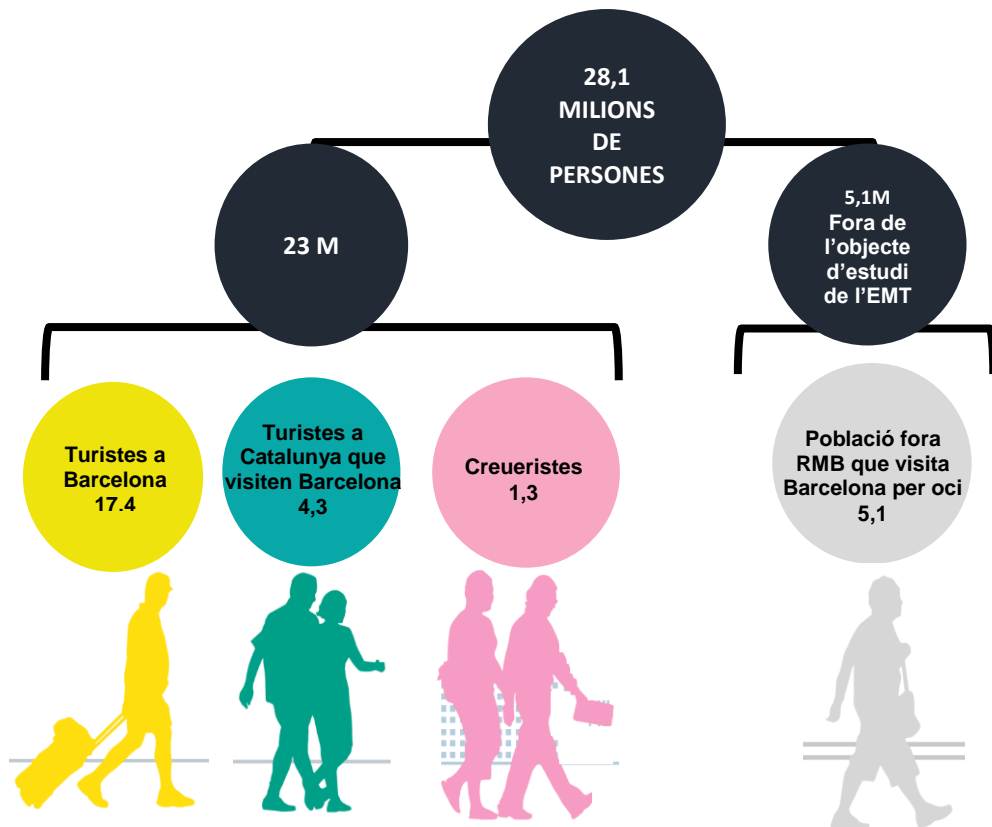 28,1
MILIONS
DE
PERSONES
23 M
5,1M
Fora de
l’objecte
d’estudi
de l’EMT
Turistes a
Barcelona
17.4
Turistes a
Catalunya que
visiten Barcelona
4,3
Creueristes
1,3
Població fora
RMB que visita
Barcelona per oci
5,1